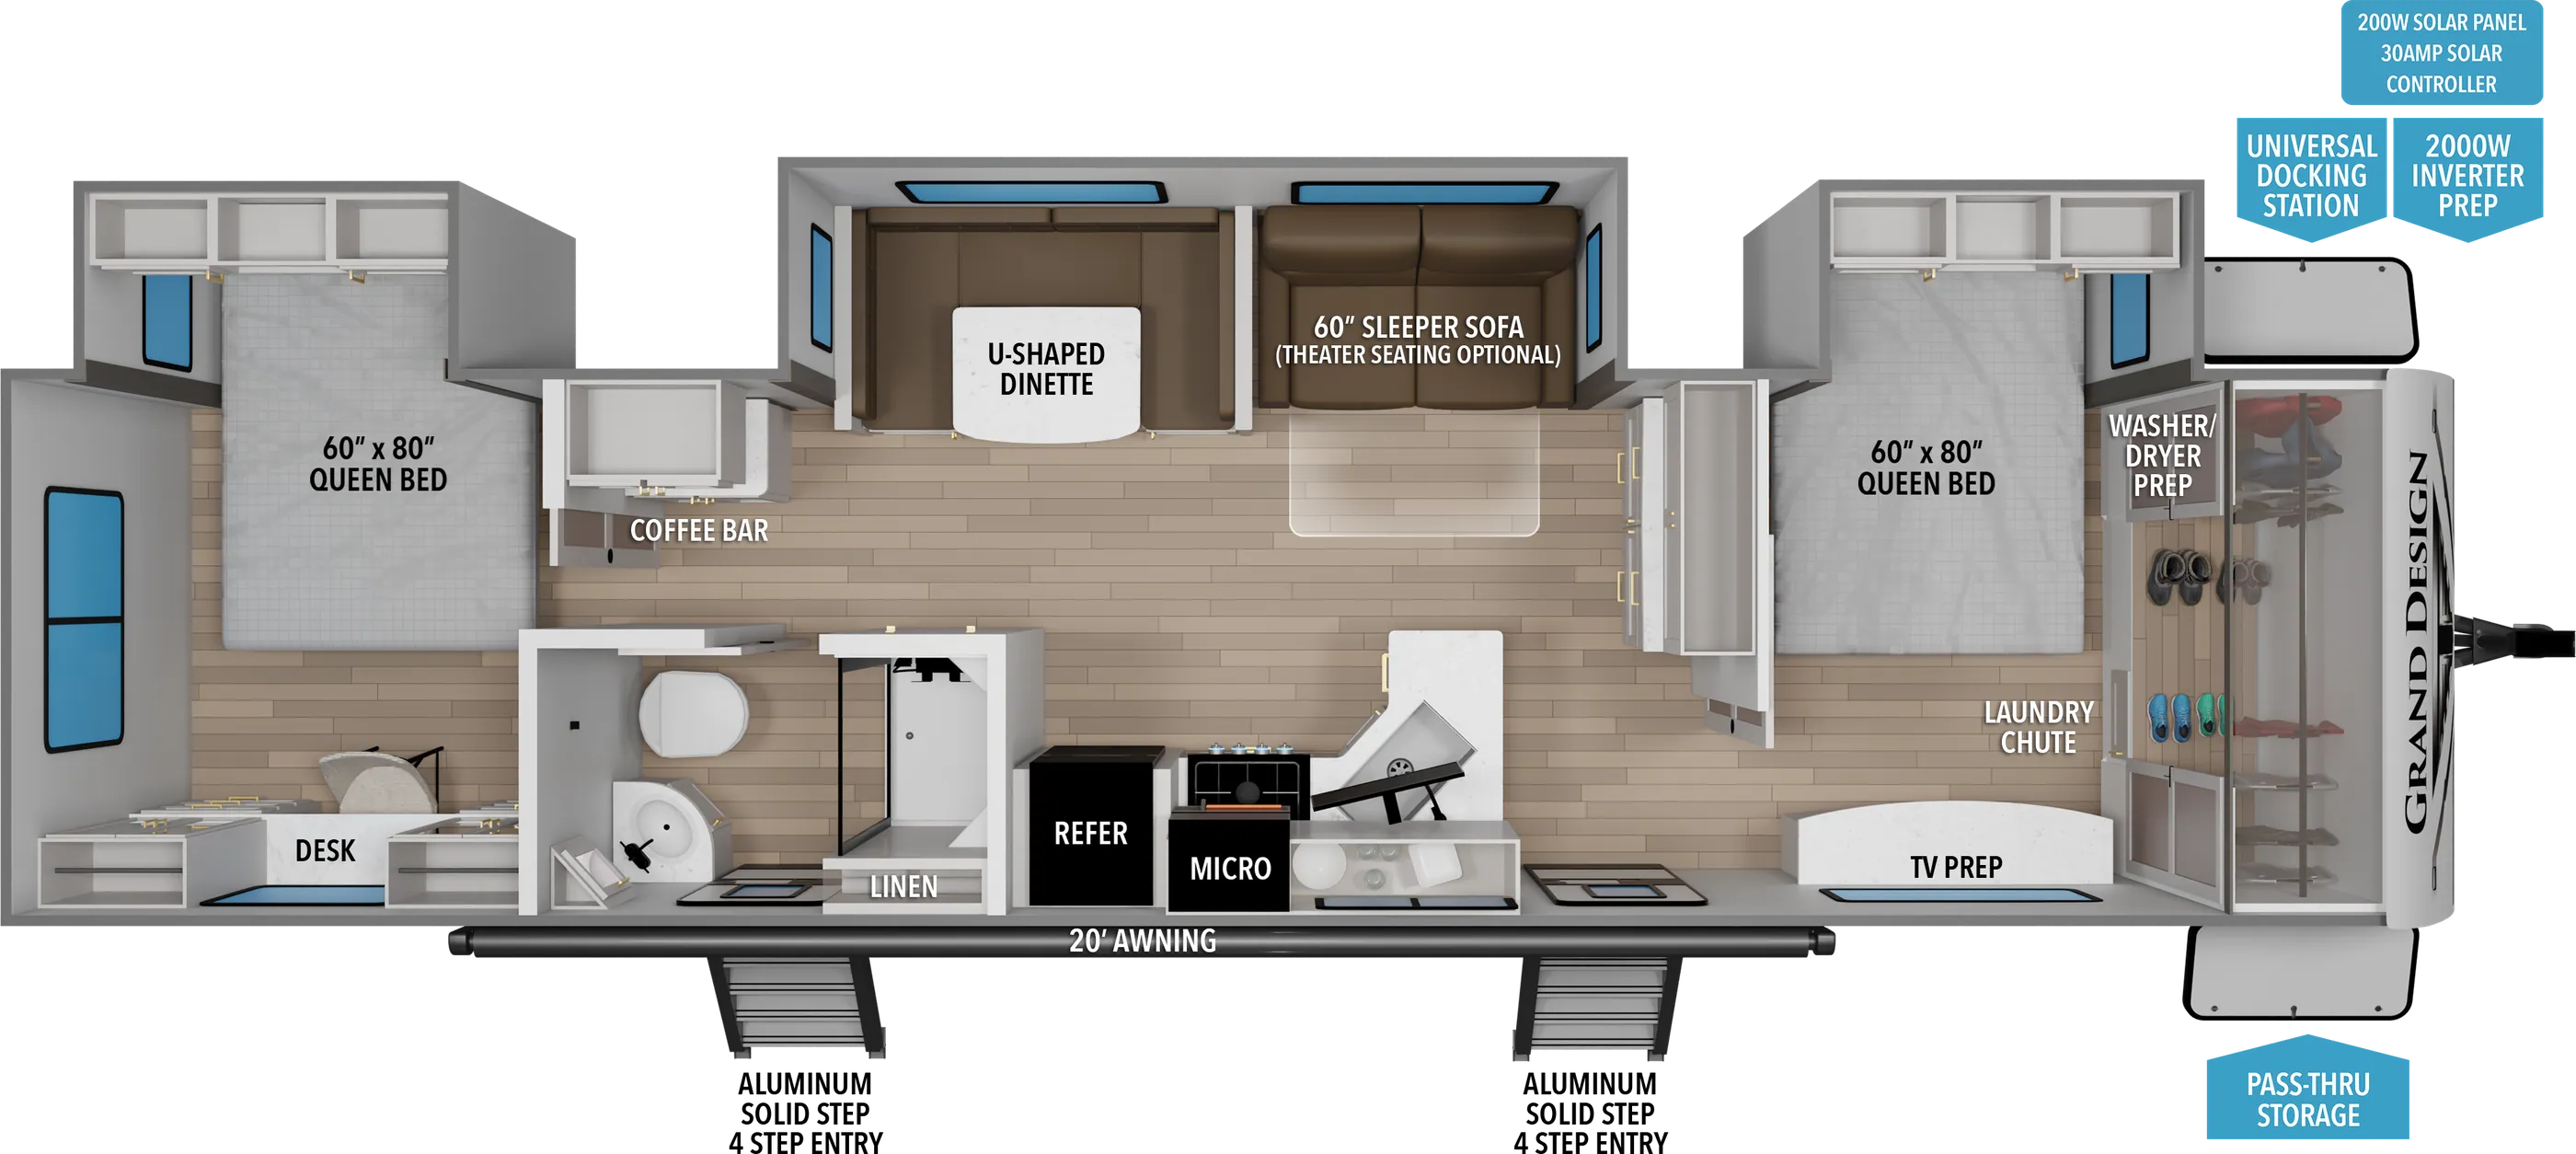 200W SOLAR PANEL
30AMP SOLAR
CONTROLLER
UNIVERSAL
DOCKING
STATION
2000W
INVERTER
PREP
U-SHAPED
DINETTE
60” SLEEPER SOFA
(THEATER SEATING OPTIONAL)
60” x 80”
QUEEN BED
COFFEE BAR
60” x 80”
QUEEN BED
WASHER/
DRYER
PREP
LAUNDRY
CHUTE
GRAND DESIGN
DESK
LINEN
REFER
MICRO
TV PREP
20’ AWNING
ALUMINUM
SOLID STEP
4 STEP ENTRY
ALUMINUM
SOLID STEP
4 STEP ENTRY
PASS-THRU
STORAGE